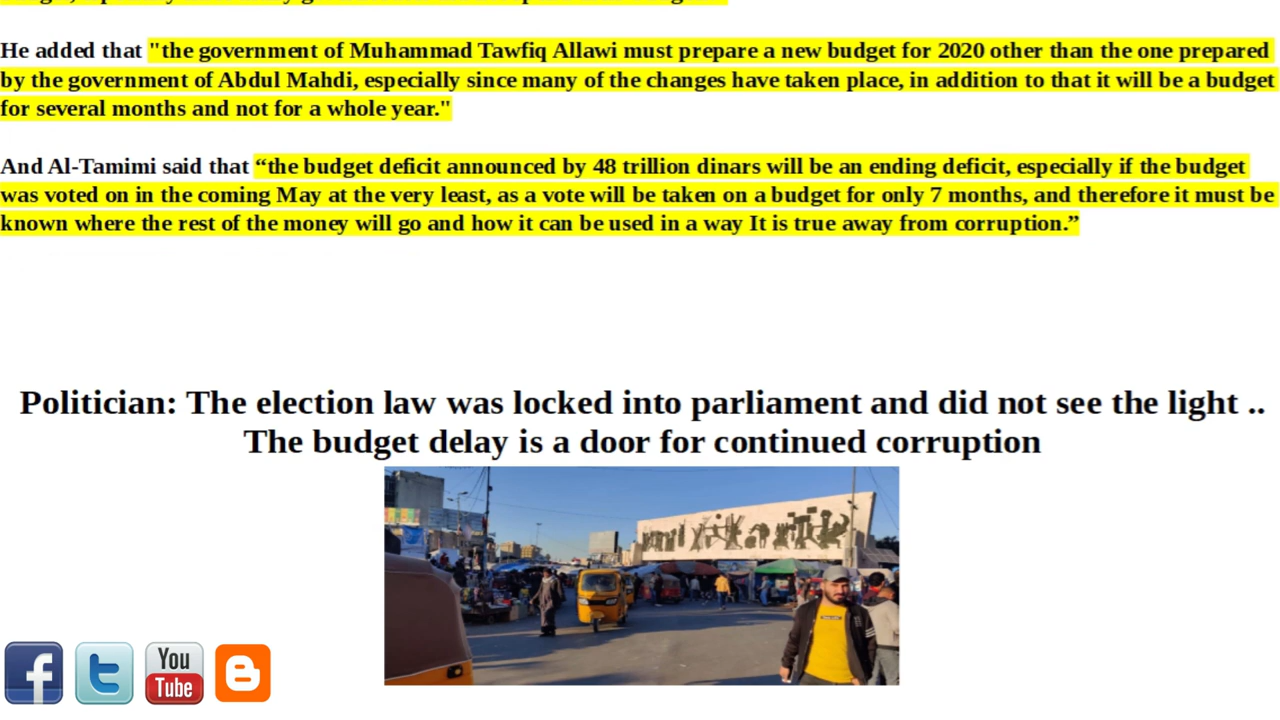 He added that "the government of Muhammad Tawfiq Allawi must prepare a new budget for 2020 other than the one prepared
by the government of Abdul Mahdi, especially since many of the changes have taken place, in addition to that it will be a budget
for several months and not for a whole year."
And Al-Tamimi said that “the budget deficit announced by 48 trillion dinars will be an ending deficit, especially if the budget
was voted on in the coming May at the very least, as a vote will be taken on a budget for only 7 months, and therefore it must be
known where the rest of the money will go and how it can be used in a way It is true away from corruption.”
Politician: The election law was locked into parliament and did not see the light ..
The budget delay is a door for continued corruption
You
Tube